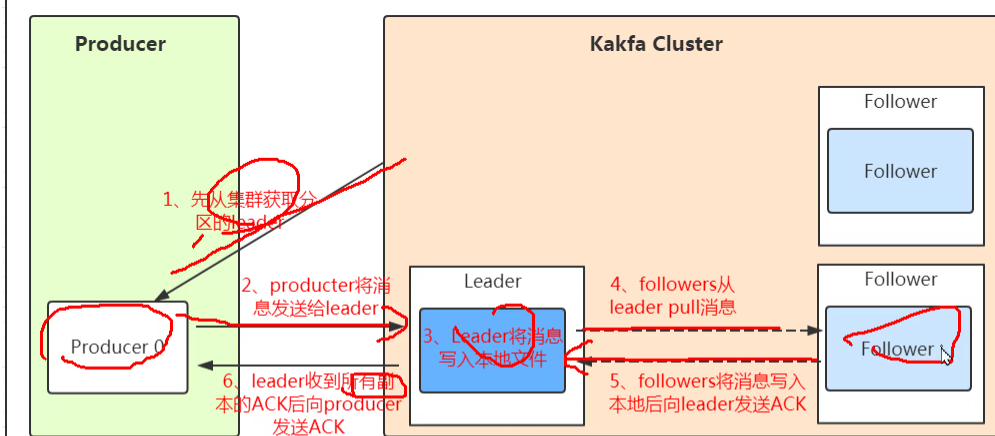 Producer
Kakfa Cluster
Follower
Follower
1、先从集群获取分
区的leader
2、producter将消
息发送给leader
Leader
4、followers从
leader pull消息
Follower
Producer 0
3、Leader将消息
写入本地文件
Follower
6、leader收到所有副
本的ACK后向producer
发送ACK
5、followers将消息写入
本地后向leader发送ACK